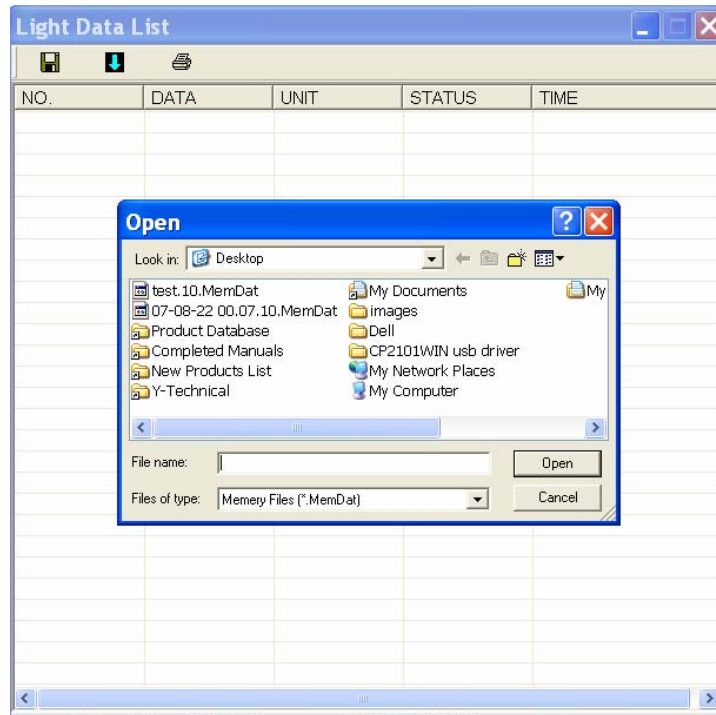 Light Data List
NO. DATA UNIT STATUS TIME
Open
Look in: Desktop
test.10.MemDat My Documents My
07-08-22 00.07.10.MemDat images
Product Database Dell
Completed Manuals CP2101WIN usb driver
New Products List My Network Places
Y-Technical My Computer
File name: Open
Files of type: Memery Files (*.MemDat) Cancel